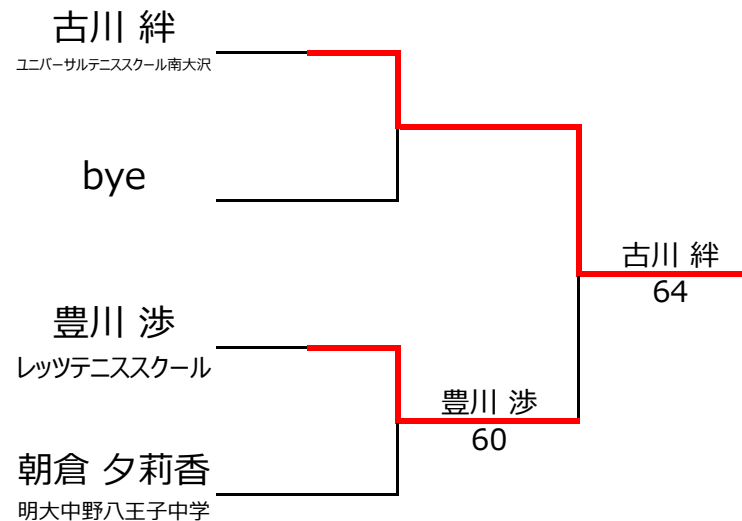 古川 絆
ユニバーサルテニススクール南大沢
bye
古川 絆
64
豊川 渉
レッツテニススクール
豊川 渉
60
朝倉 夕莉香
明大中野八王子中学